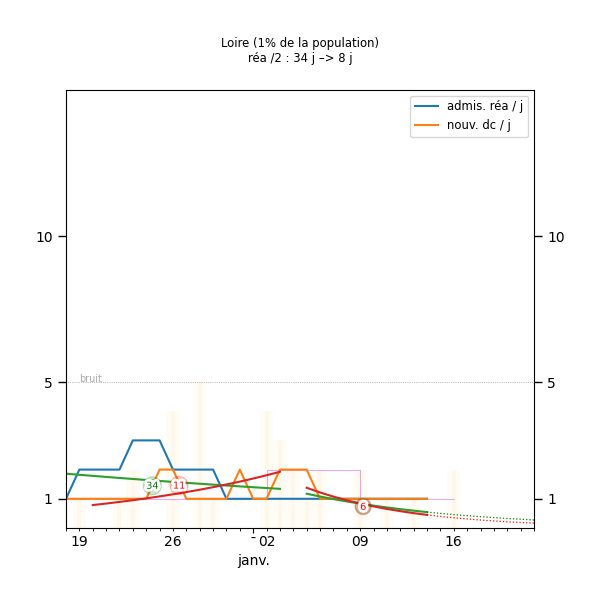 Loire (1% de la population)
réa /2 : 34 j –> 8 j
admis. réa / j
nouv. dc / j
10
10
5
5
bruit
34
11
1
1
6
19
26
02
09
16
janv.